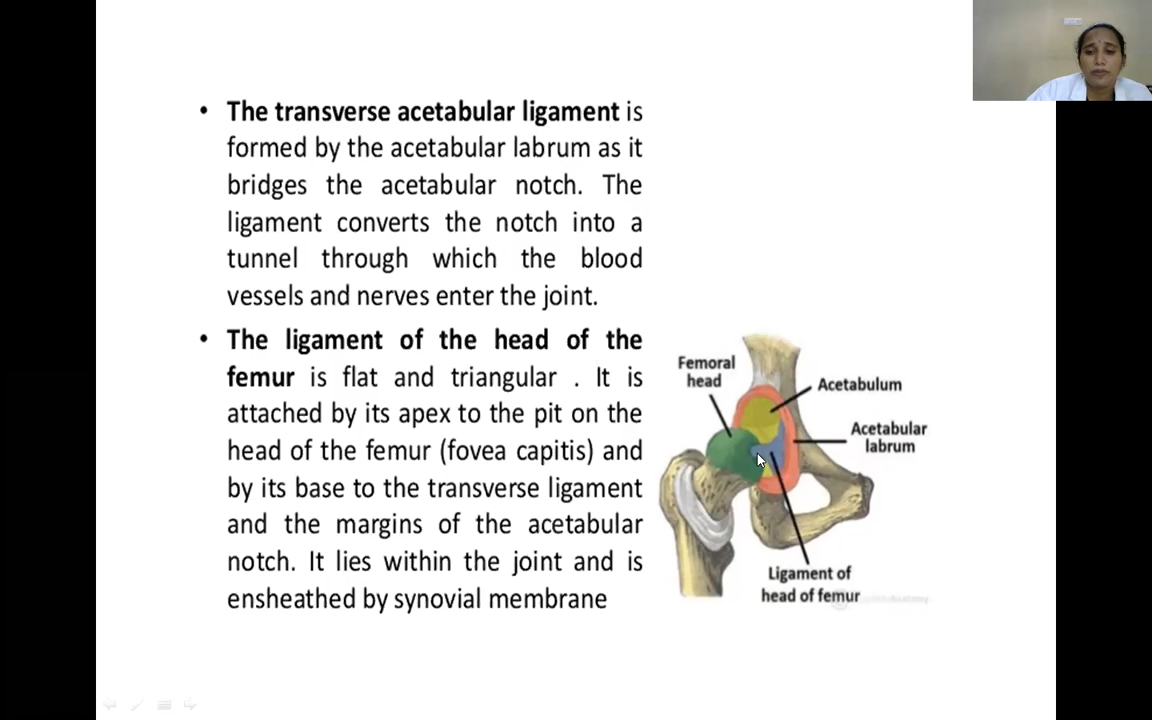 • The transverse acetabular ligament is
formed by the acetabular labrum as it
bridges the acetabular notch. The
ligament converts the notch into a
tunnel through which the blood
vessels and nerves enter the joint.
• The ligament of the head of the
femur is flat and triangular . It is
attached by its apex to the pit on the
head of the femur (fovea capitis) and
by its base to the transverse ligament
and the margins of the acetabular
notch. It lies within the joint and is
ensheathed by synovial membrane
Femoral
head
Acetabulum
Acetabular
labrum
Ligament of
head of femur